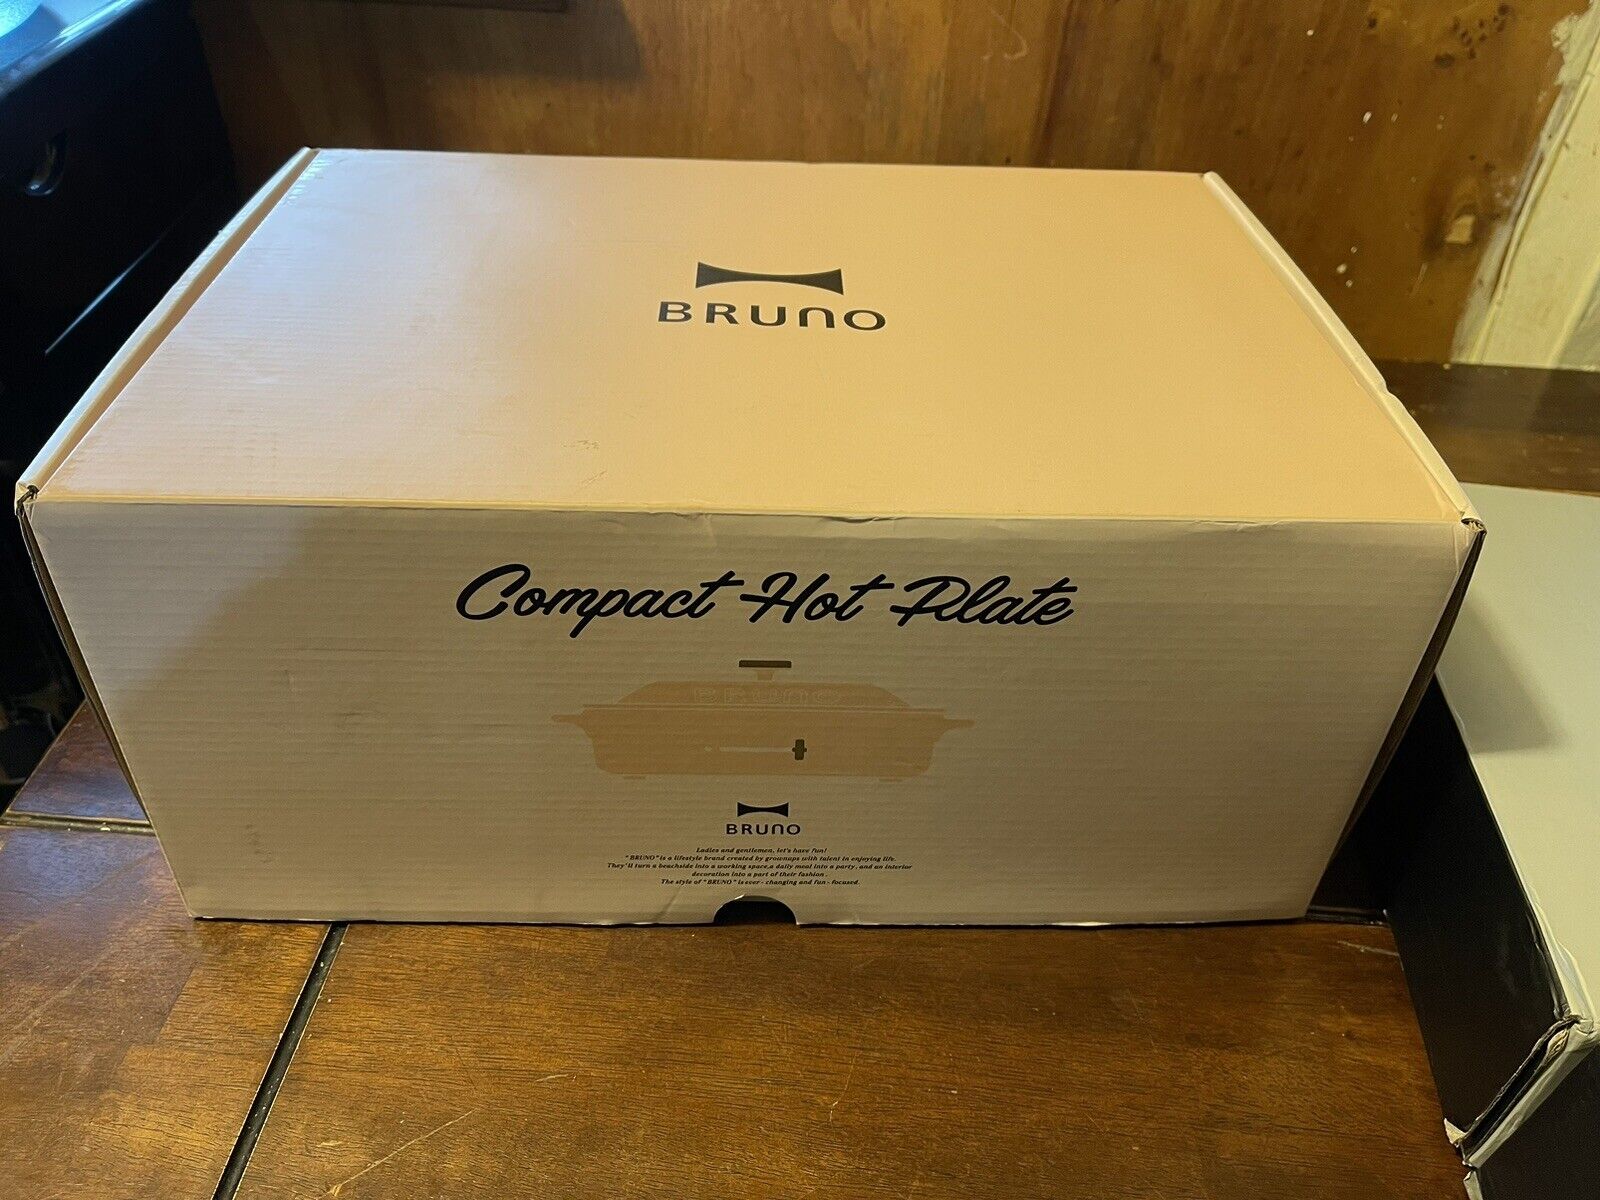 BRUNO
Compact Hot Plate
BRUNO
BRUNO
Ladies and gentlemen, let's have fun!
"BRUNO" is a lifestyle brand created by grownups with talent in enjoying life.
They'll turn a beachside into a working space, a daily meal into a party, and an interior
decoration into a part of their fashion.
The style of "BRUNO" is ever - changing and fun - focused.